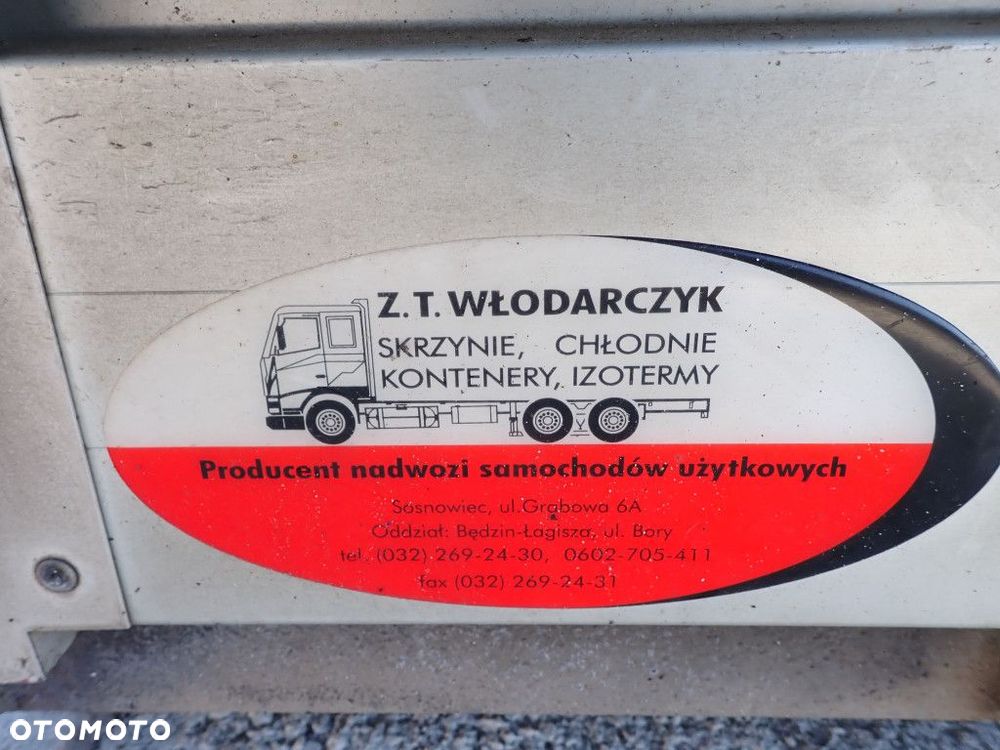 Z.T. WŁODARCZYK
SKRZYNIE, CHŁODNIE
KONTENERY, IZOTERMY
Producent nadwozi samochodów użytkowych
Sosnowiec, ul.Grabowa 6A
Oddział: Będzin-Łagisza, ul. Bory
tel. (032) 269-24-30, 0602-705-411
fax (032) 269-24-31
OTOMOTO